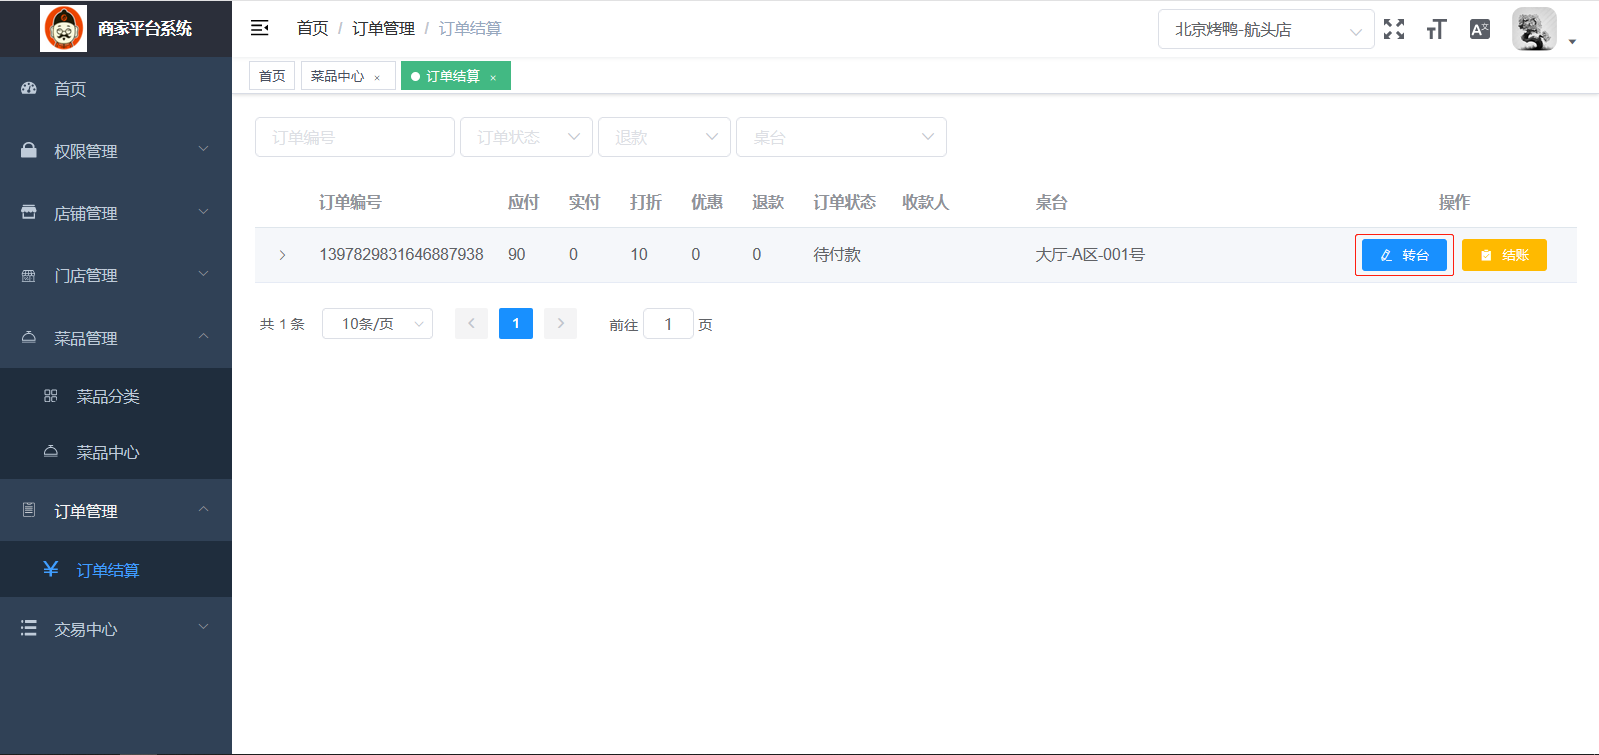 商家平台系统
首页 / 订单管理 / 订单结算
北京烤鸭-航头店
首页
菜品中心 ×
订单结算 ×
首页
权限管理
店铺管理
门店管理
菜品管理
菜品分类
菜品中心
订单管理
订单结算
交易中心
订单编号 订单状态 退款 桌台
订单编号 应付 实付 打折 优惠 退款 订单状态 收款人 桌台 操作
1397829831646887938 90 0 10 0 0 待付款 大厅-A区-001号 转台 结账
共 1 条 10条/页 1 前往 1 页